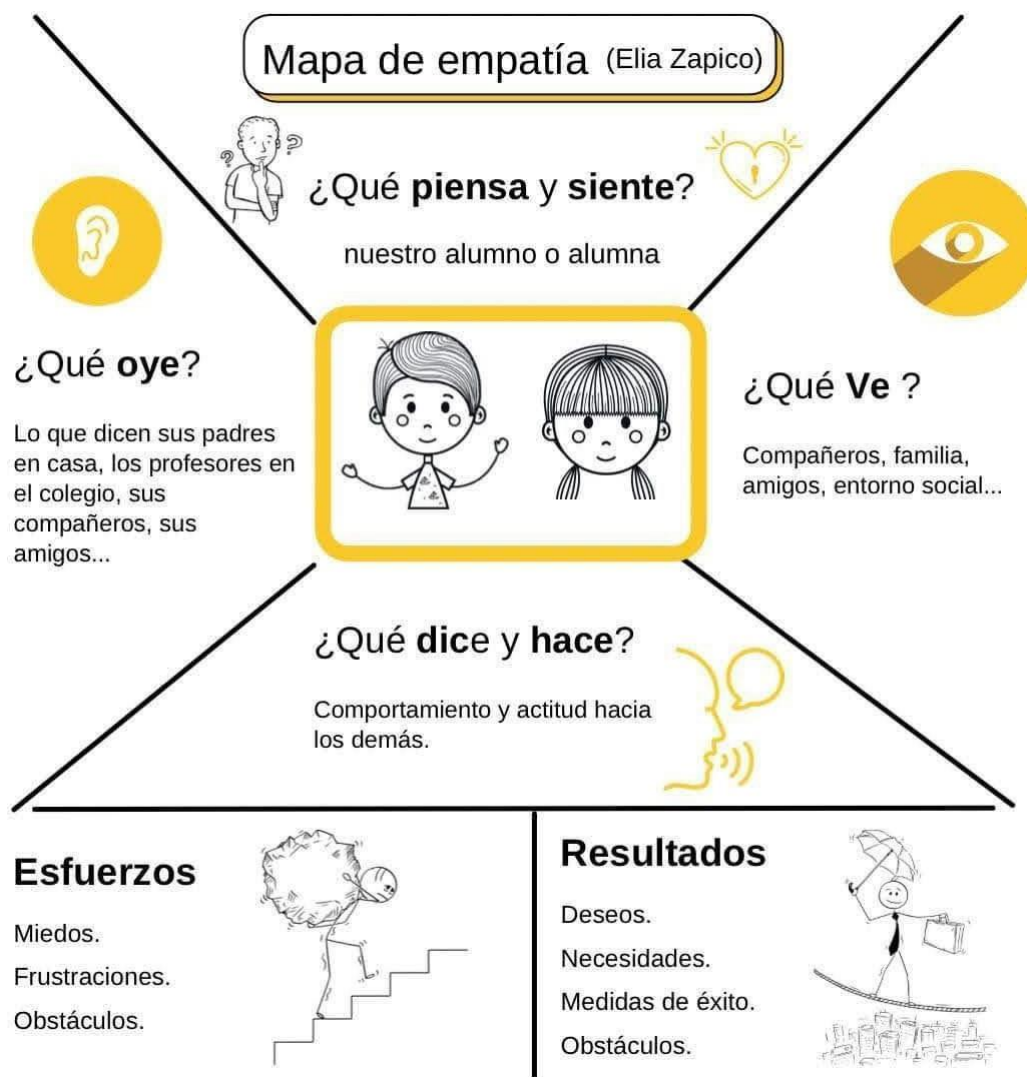 Mapa de empatía (Elia Zapico)
? ?
¿Qué piensa y siente?
nuestro alumno o alumna
¿Qué oye?
Lo que dicen sus padres
en casa, los profesores en
el colegio, sus
compañeros, sus
amigos...
¿Qué Ve ?
Compañeros, familia,
amigos, entorno social...
¿Qué dice y hace?
Comportamiento y actitud hacia
los demás.
Esfuerzos
Miedos.
Frustraciones.
Obstáculos.
Resultados
Deseos.
Necesidades.
Medidas de éxito.
Obstáculos.